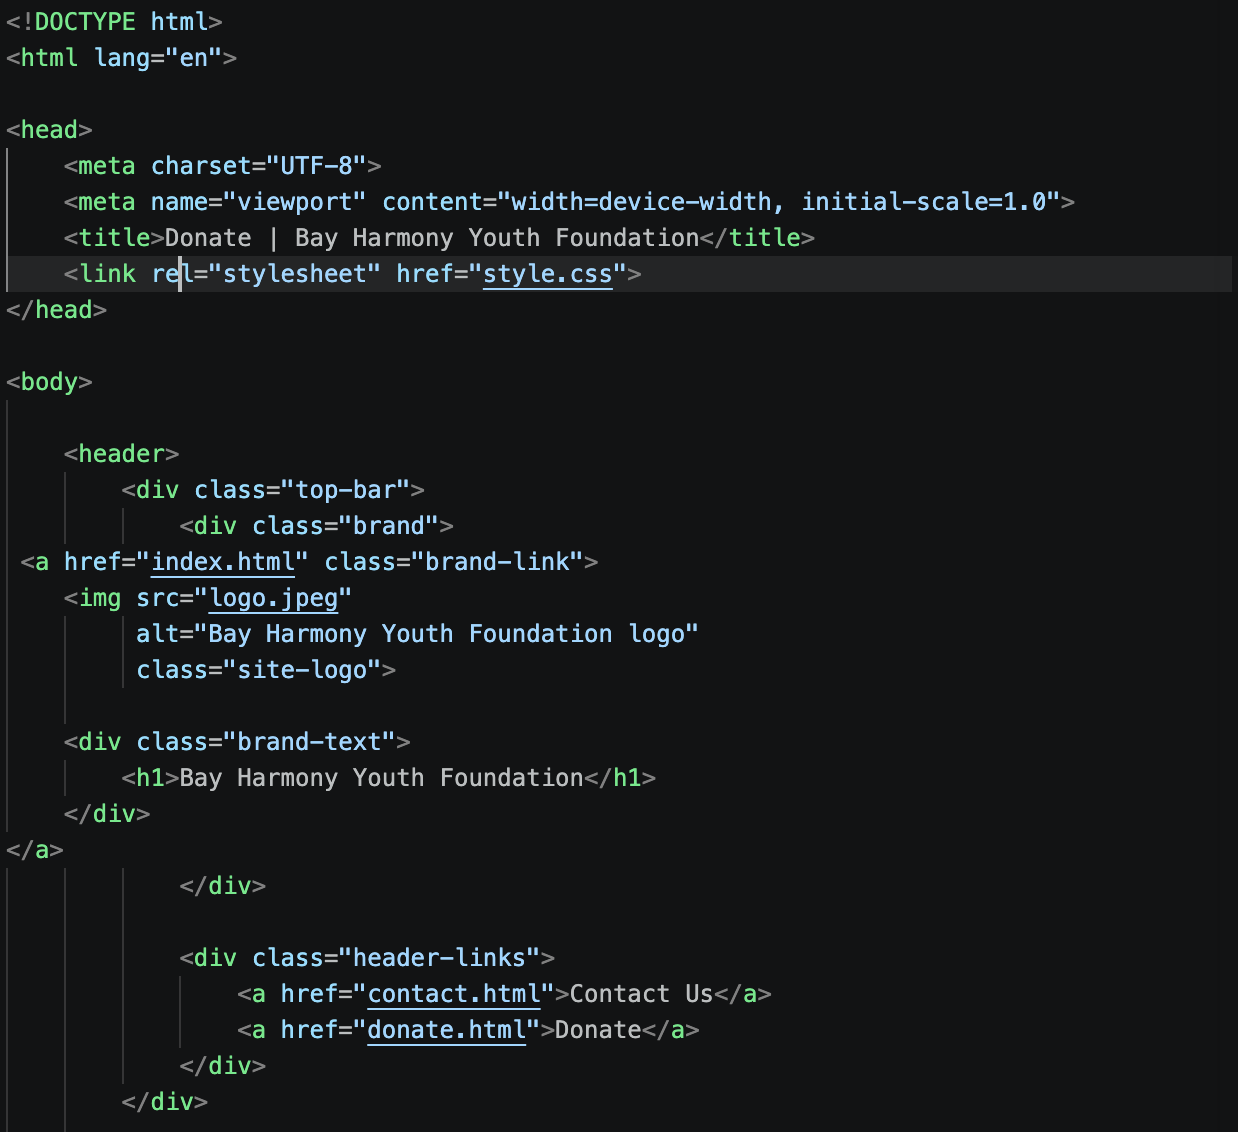 <!DOCTYPE html>
<html lang="en">
<head>
<meta charset="UTF-8">
<meta name="viewport" content="width=device-width, initial-scale=1.0">
<title>Donate | Bay Harmony Youth Foundation</title>
<link rel="stylesheet" href="style.css">
</head>
<body>
<header>
<div class="top-bar">
<div class="brand">
<a href="index.html" class="brand-link">
<img src="logo.jpeg"
alt="Bay Harmony Youth Foundation logo"
class="site-logo">
<div class="brand-text">
<h1>Bay Harmony Youth Foundation</h1>
</div>
</a>
</div>
<div class="header-links">
<a href="contact.html">Contact Us</a>
<a href="donate.html">Donate</a>
</div>
</div>